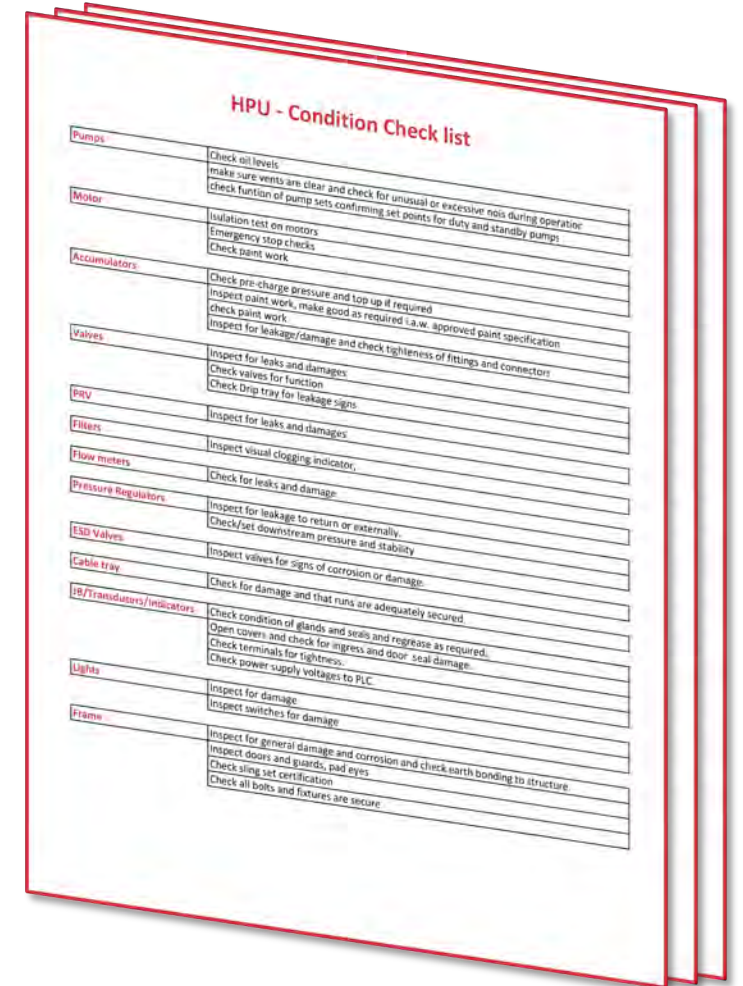 HPU - Condition Check list
Pumps
Check oil levels
make sure vents are clear and check for unusual or excessive nois during operation
check funtion of pump sets confirming set points for duty and standby pumps
Motor
Isulation test on motors
Emergency stop checks
Check paint work
Accumulators
Check pre-charge pressure and top up if required
Inspect paint work, make good as required i.a.w. approved paint specification
check paint work
Inspect for leakage/damage and check tighteness of fittings and connectors
Valves
Inspect for leaks and damages
Check valves for function
Check Drip tray for leakage signs
PRV
Inspect for leaks and damages
Filters
Inspect visual clogging indicator,
Flow meters
Check for leaks and damage
Pressure Regulators
Inspect for leakage to return or externally.
Check/set downstream pressure and stability
ESD Valves
Inspect valves for signs of corrosion or damage.
Cable tray
Check for damage and that runs are adequately secured.
JB/Transdutors/Indicators
Check condition of glands and seals and regrease as required.
Open covers and check for ingress and door seal damage.
Check terminals for tightness.
Check power supply voltages to PLC.
Lights
Inspect for damage
Inspect switches for damage
Frame
Inspect for general damage and corrosion and check earth bonding to structure.
Inspect doors and guards, pad eyes
Check sling set certification
Check all bolts and fixtures are secure